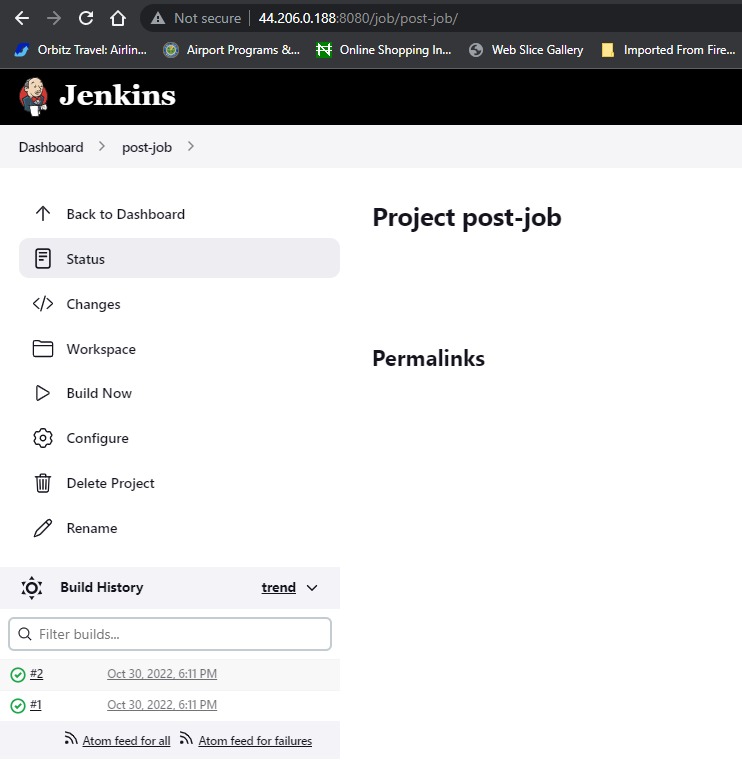 Not secure 44.206.0.188:8080/job/post-job/
Orbitz Travel: Airlin... Airport Programs &... Online Shopping In... Web Slice Gallery Imported From Fire...
Jenkins
Dashboard post-job
Back to Dashboard
Project post-job
Status
Changes
Workspace
Permalinks
Build Now
Configure
Delete Project
Rename
Build History trend
Filter builds...
#2 Oct 30, 2022, 6:11 PM
#1 Oct 30, 2022, 6:11 PM
Atom feed for all Atom feed for failures